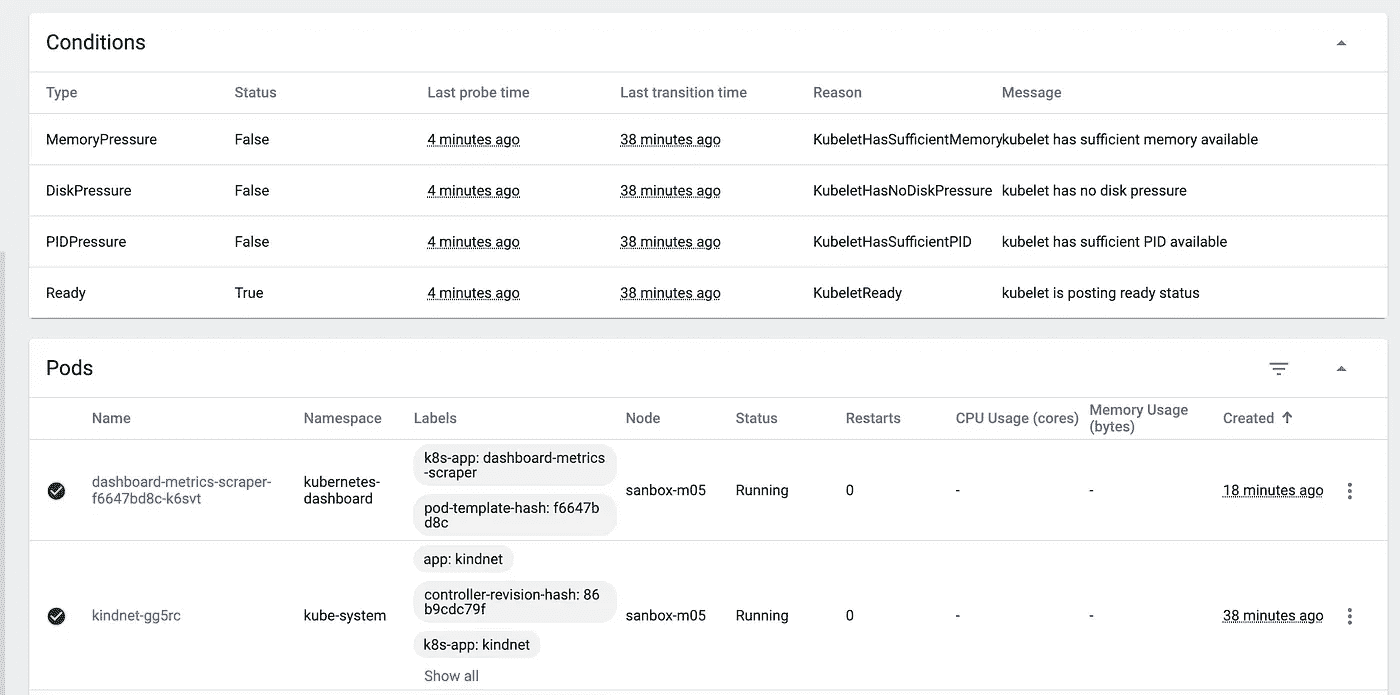 Conditions
Type Status Last probe time Last transition time Reason Message
MemoryPressure False 4 minutes ago 38 minutes ago KubeletHasSufficientMemory kubelet has sufficient memory available
DiskPressure False 4 minutes ago 38 minutes ago KubeletHasNoDiskPressure kubelet has no disk pressure
PIDPressure False 4 minutes ago 38 minutes ago KubeletHasSufficientPID kubelet has sufficient PID available
Ready True 4 minutes ago 38 minutes ago KubeletReady kubelet is posting ready status
Pods
Name Namespace Labels Node Status Restarts CPU Usage (cores) Memory Usage
(bytes) Created
dashboard-metrics-scraper-
f6647bd8c-k6svt
kubernetes-
dashboard
k8s-app: dashboard-metrics
-scraper
pod-template-hash: f6647b
d8c
sanbox-m05 Running 0 - - 18 minutes ago
kindnet-gg5rc
kube-system
app: kindnet
controller-revision-hash: 86
b9cdc79f
k8s-app: kindnet
Show all
sanbox-m05 Running 0 - - 38 minutes ago